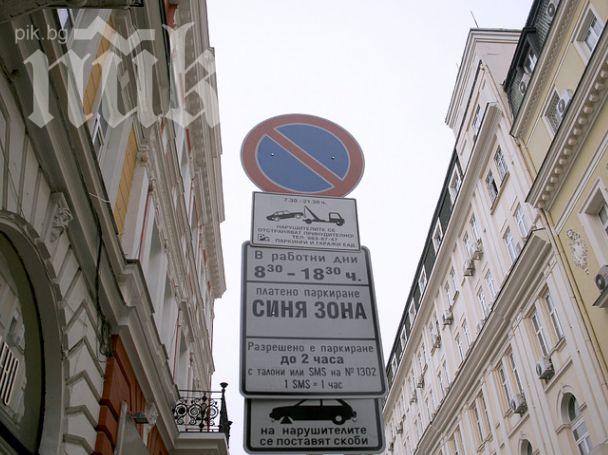 pik.bg
пик
7.30 - 21.30 ч.
НАРУШИТЕЛИТЕ СЕ
ОТСТРАНЯВАТ ПРИНУДИТЕЛНО!
ПАРКИНГИ И ГАРАЖИ ЕАД
В РАБОТНИ ДНИ
8³⁰ - 18³⁰ ч.
платено паркиране
СИНЯ ЗОНА
Разрешено е паркиране
до 2 часа
с талони или SMS на № 1302
1 SMS = 1 час
на нарушителите
се поставят скоби